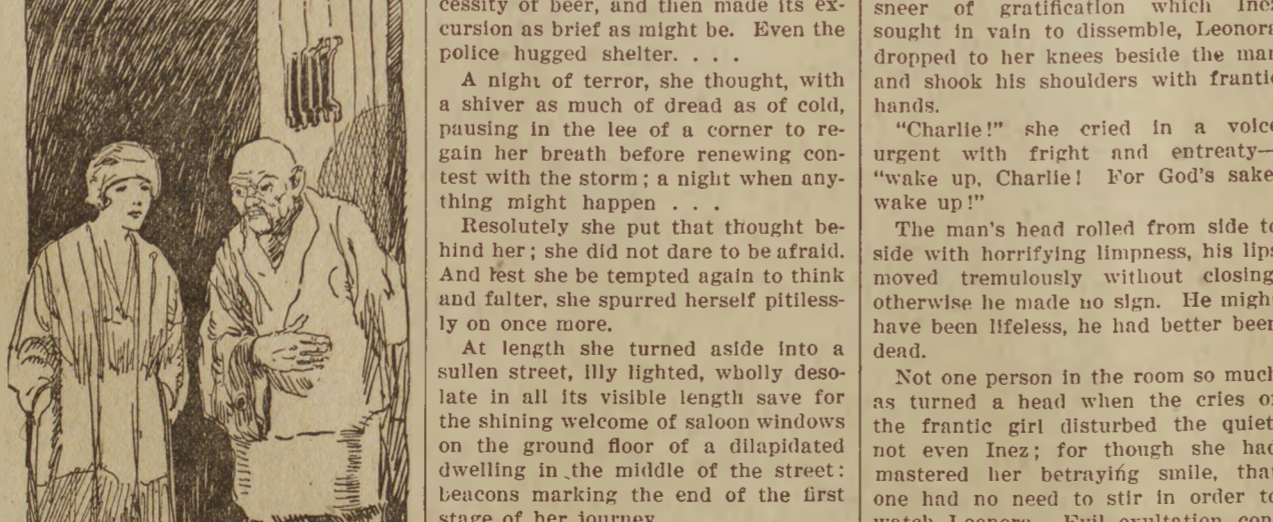 cessity of beer, and then made its ex-
cursion as brief as might be. Even the
police hugged shelter. . . .
A night of terror, she thought, with
a shiver as much of dread as of cold,
pausing in the lee of a corner to re-
gain her breath before renewing con-
test with the storm; a night when any-
thing might happen . . .
Resolutely she put that thought be-
hind her; she did not dare to be afraid.
And lest she be tempted again to think
and falter, she spurred herself pitiless-
ly on once more.
At length she turned aside into a
sullen street, illy lighted, wholly deso-
late in all its visible length save for
the shining welcome of saloon windows
on the ground floor of a dilapidated
dwelling in the middle of the street:
beacons marking the end of the first
stage of her journey
sneer of gratification which Inez
sought in vain to dissemble, Leonora
dropped to her knees beside the man
and shook his shoulders with frantic
hands.
"Charlie!" she cried in a voice
urgent with fright and entreaty—
"wake up, Charlie! For God's sake
wake up!"
The man's head rolled from side to
side with horrifying limpness, his lips
moved tremulously without closing
otherwise he made no sign. He might
have been lifeless, he had better been
dead.
Not one person in the room so much
as turned a head when the cries of
the frantic girl disturbed the quiet
not even Inez; for though she had
mastered her betraying smile, that
one had no need to stir in order to
watch Leonora. Evil exultation con